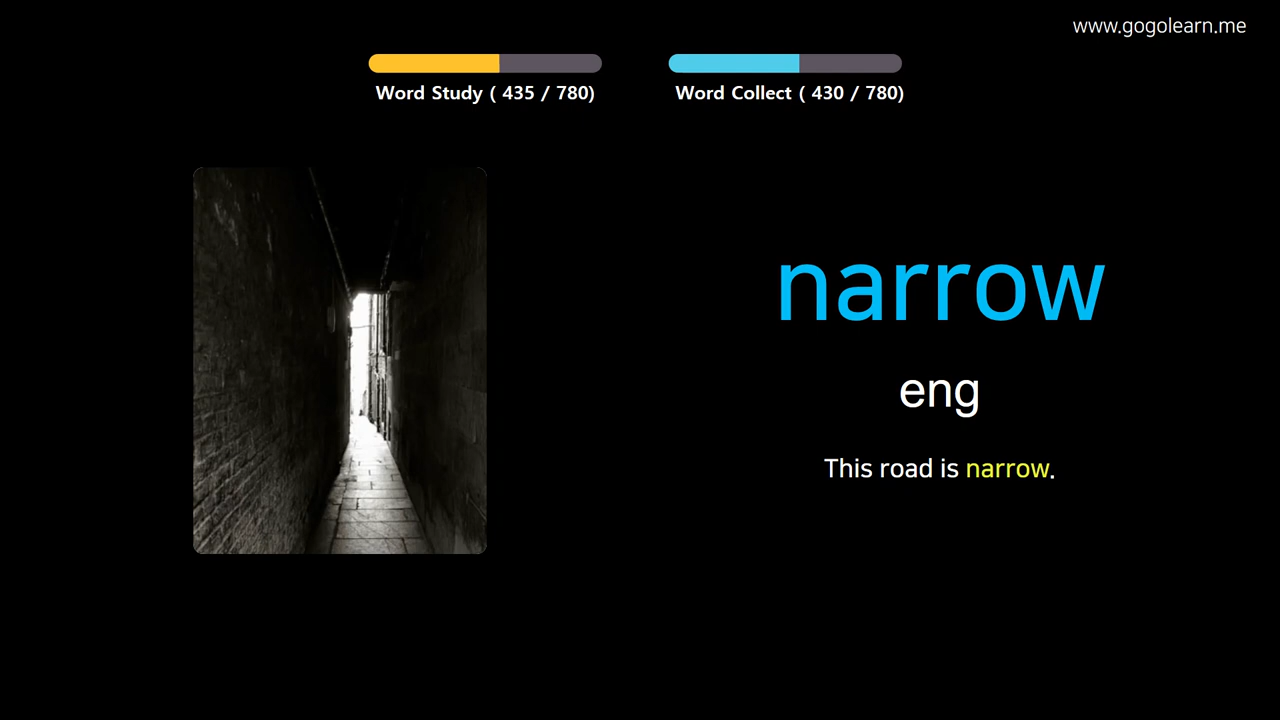 www.gogolearn.me
Word Study ( 435 / 780)
Word Collect ( 430 / 780)
narrow
eng
This road is narrow.